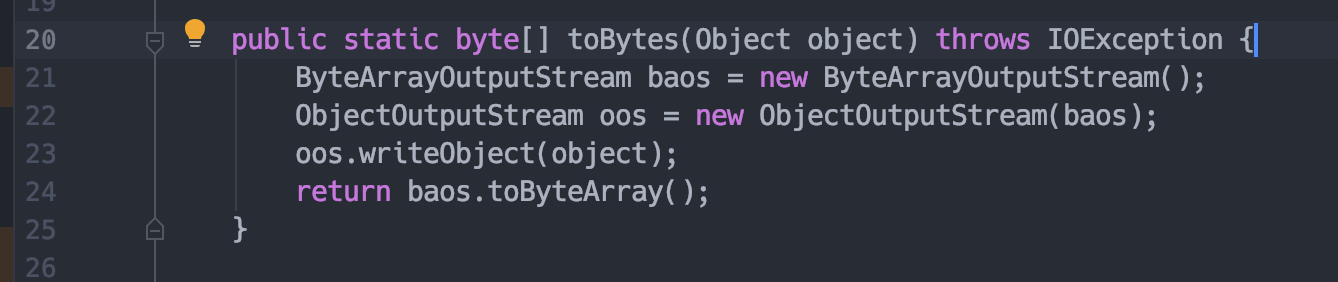 19
20 public static byte[] toBytes(Object object) throws IOException {
21 ByteArrayOutputStream baos = new ByteArrayOutputStream();
22 ObjectOutputStream oos = new ObjectOutputStream(baos);
23 oos.writeObject(object);
24 return baos.toByteArray();
25 }
26